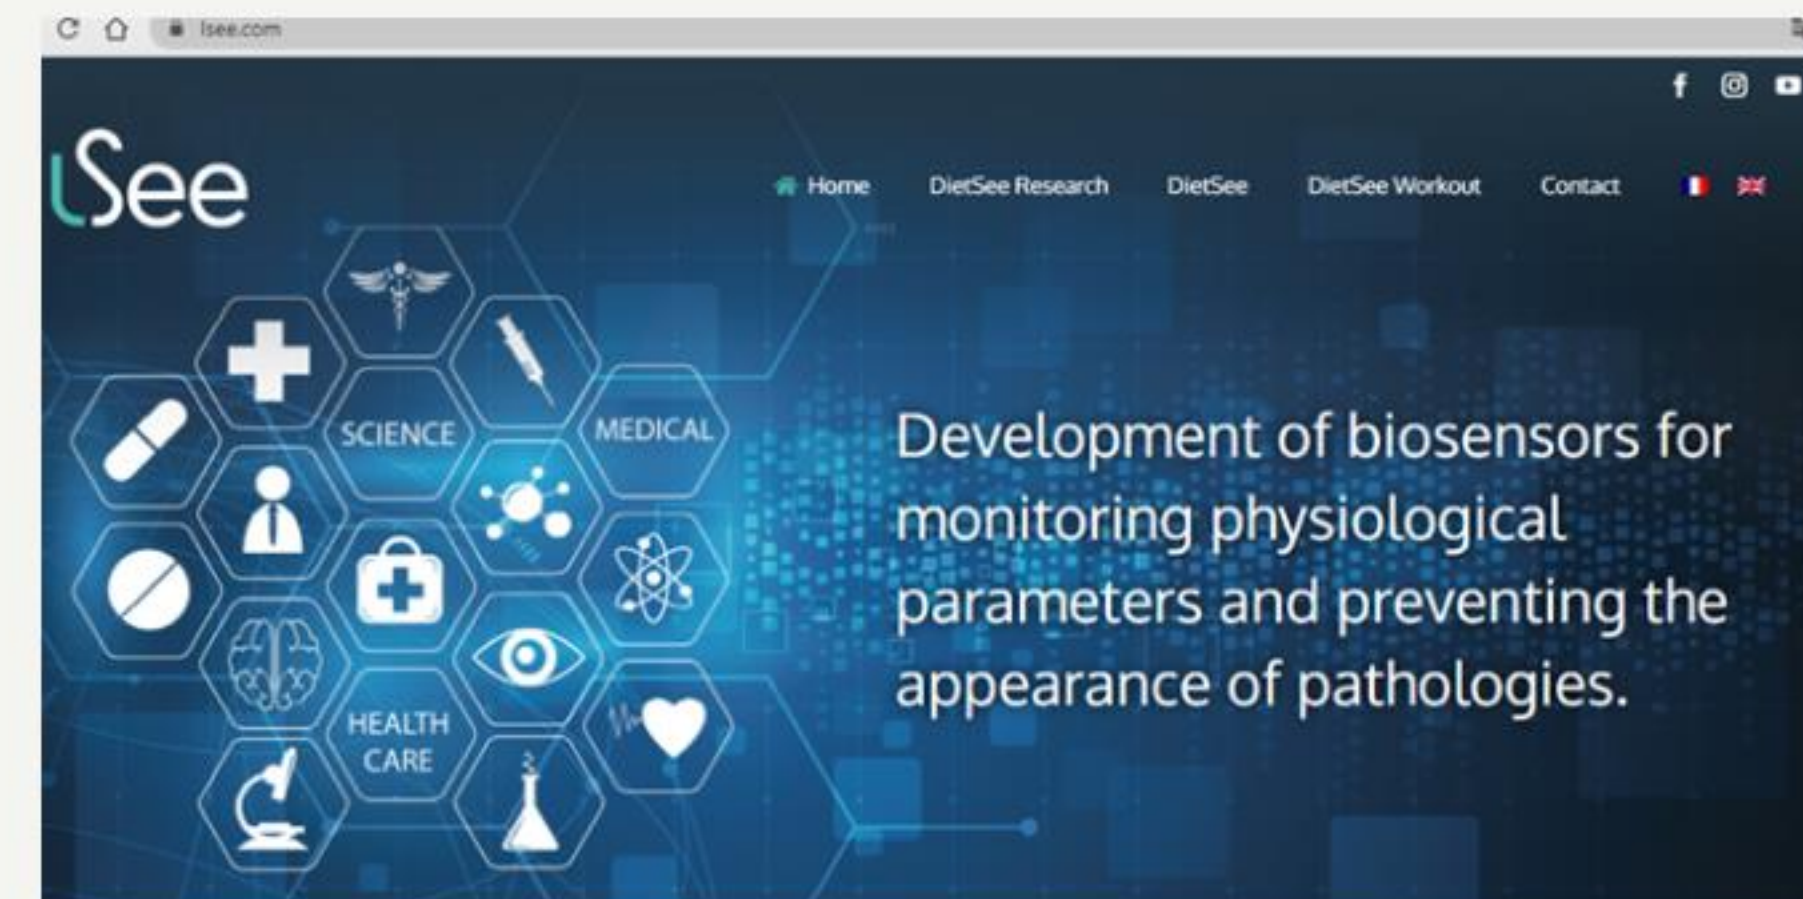 lsee.com
lSee
Home DietSee Research DietSee DietSee Workout Contact
SCIENCE
MEDICAL
HEALTH
CARE
Development of biosensors for
monitoring physiological
parameters and preventing the
appearance of pathologies.